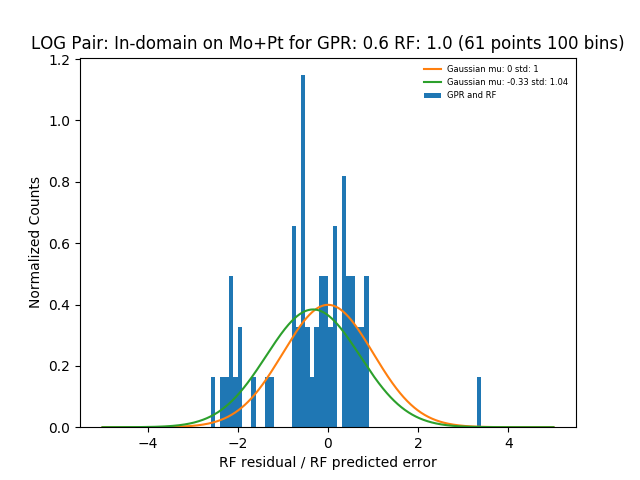 LOG Pair: In-domain on Mo+Pt for GPR: 0.6 RF: 1.0 (61 points 100 bins)
Gaussian mu: 0 std: 1
Gaussian mu: -0.33 std: 1.04
GPR and RF
Normalized Counts
1.2
1.0
0.8
0.6
0.4
0.2
0.0
−4 −2 0 2 4
RF residual / RF predicted error